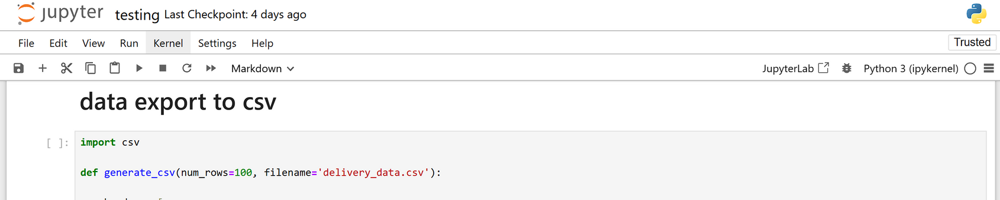 jupyter testing Last Checkpoint: 4 days ago
File Edit View Run Kernel Settings Help Trusted
Markdown JupyterLab Python 3 (ipykernel)
data export to csv
[ ]: import csv
def generate_csv(num_rows=100, filename='delivery_data.csv'):